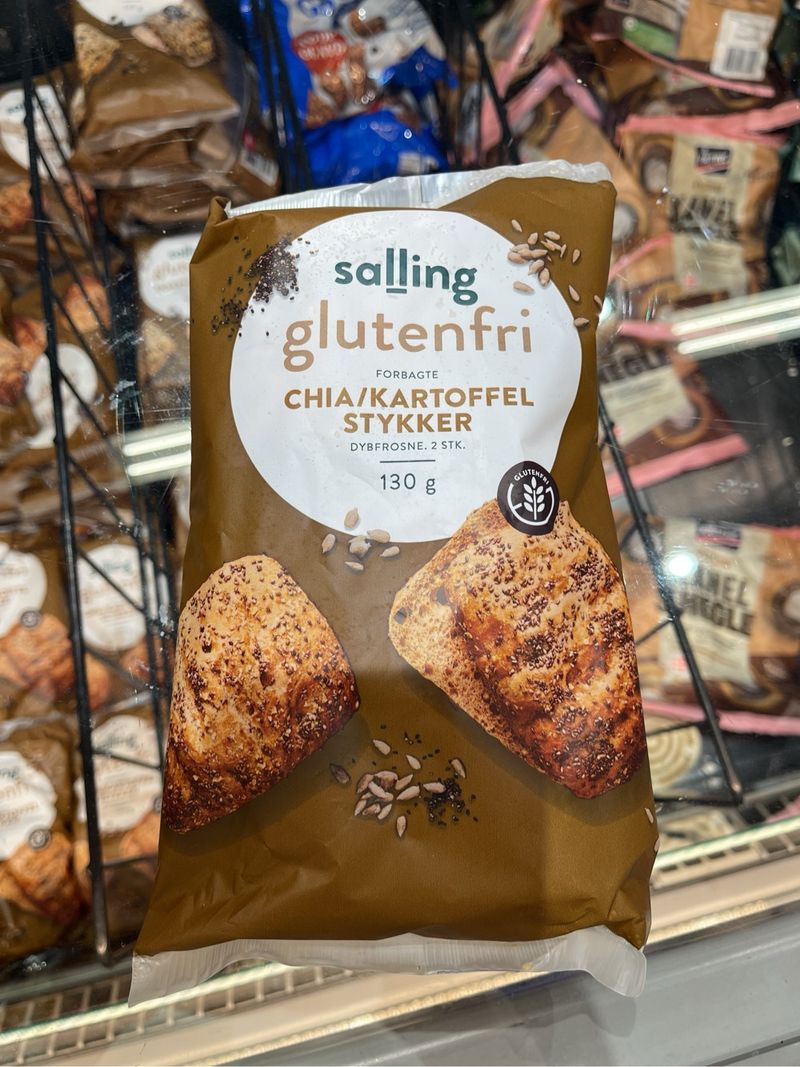 salling
glutenfri
FORBAGTE
CHIA/KARTOFFEL
STYKKER
DYBFROSNE. 2 STK.
130 g
GLUTENFRI